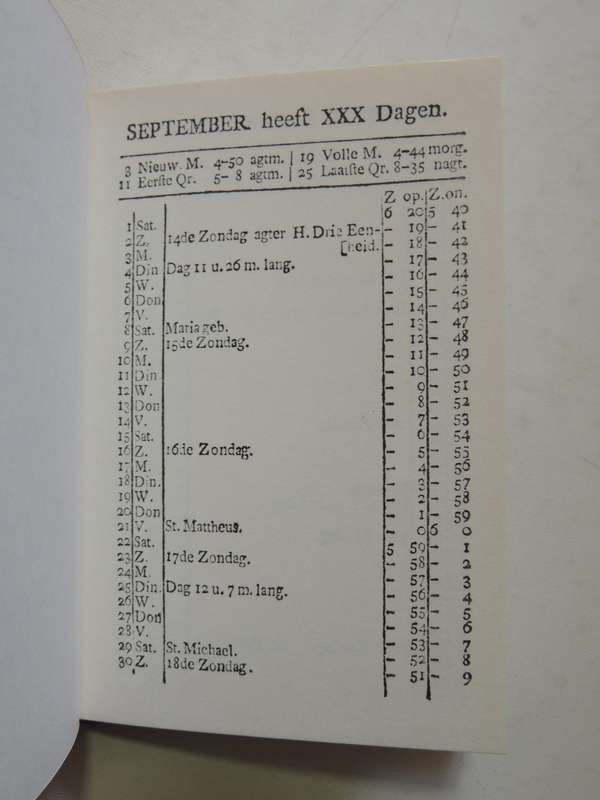 SEPTEMBER heeft XXX Dagen.
3 Nieuw. M. 4-50 agtm. | 19 Volle M. 4-44 morg.
11 Eerſte Qr. 5-8 agtm. | 25 Laatſte Qr. 8-35 nagt.
Z op. Z.on.
1 Sat. 6 20 5 40
2 Z. 14de Zondag agter H. Drie Een- - 19 - 41
3 M. [heid. - 18 - 42
4 Din Dag 11 u. 26 m. lang. - 17 - 43
5 W. - 16 - 44
6 Don - 15 - 45
7 V. - 14 - 46
8 Sat. Maria geb. - 13 - 47
9 Z. 15de Zondag. - 12 - 48
10 M. - 11 - 49
11 Din - 10 - 50
12 W. - 9 - 51
13 Don - 8 - 52
14 V. - 7 - 53
15 Sat. - 6 - 54
16 Z. 16de Zondag. - 5 - 55
17 M. - 4 - 56
18 Din. - 3 - 57
19 W. - 2 - 58
20 Don - 1 - 59
21 V. St. Mattheus. - 0 6 0
22 Sat. 5 59 - 1
23 Z. 17de Zondag. - 58 - 2
24 M. - 57 - 3
25 Din. Dag 12 u. 7 m. lang. - 56 - 4
26 W. - 55 - 5
27 Don - 54 - 6
28 V. - 53 - 7
29 Sat. St. Michael. - 52 - 8
30 Z. 18de Zondag. - 51 - 9